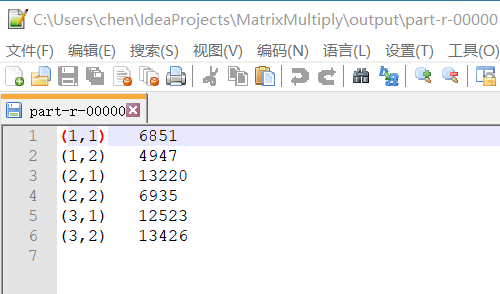 C:\Users\chen\IdeaProjects\MatrixMultiply\output\part-r-00000
文件(F) 编辑(E) 搜索(S) 视图(V) 编码(N) 语言(L) 设置(T) 工具(O)
part-r-00000
1 (1,1) 6851
2 (1,2) 4947
3 (2,1) 13220
4 (2,2) 6935
5 (3,1) 12523
6 (3,2) 13426
7